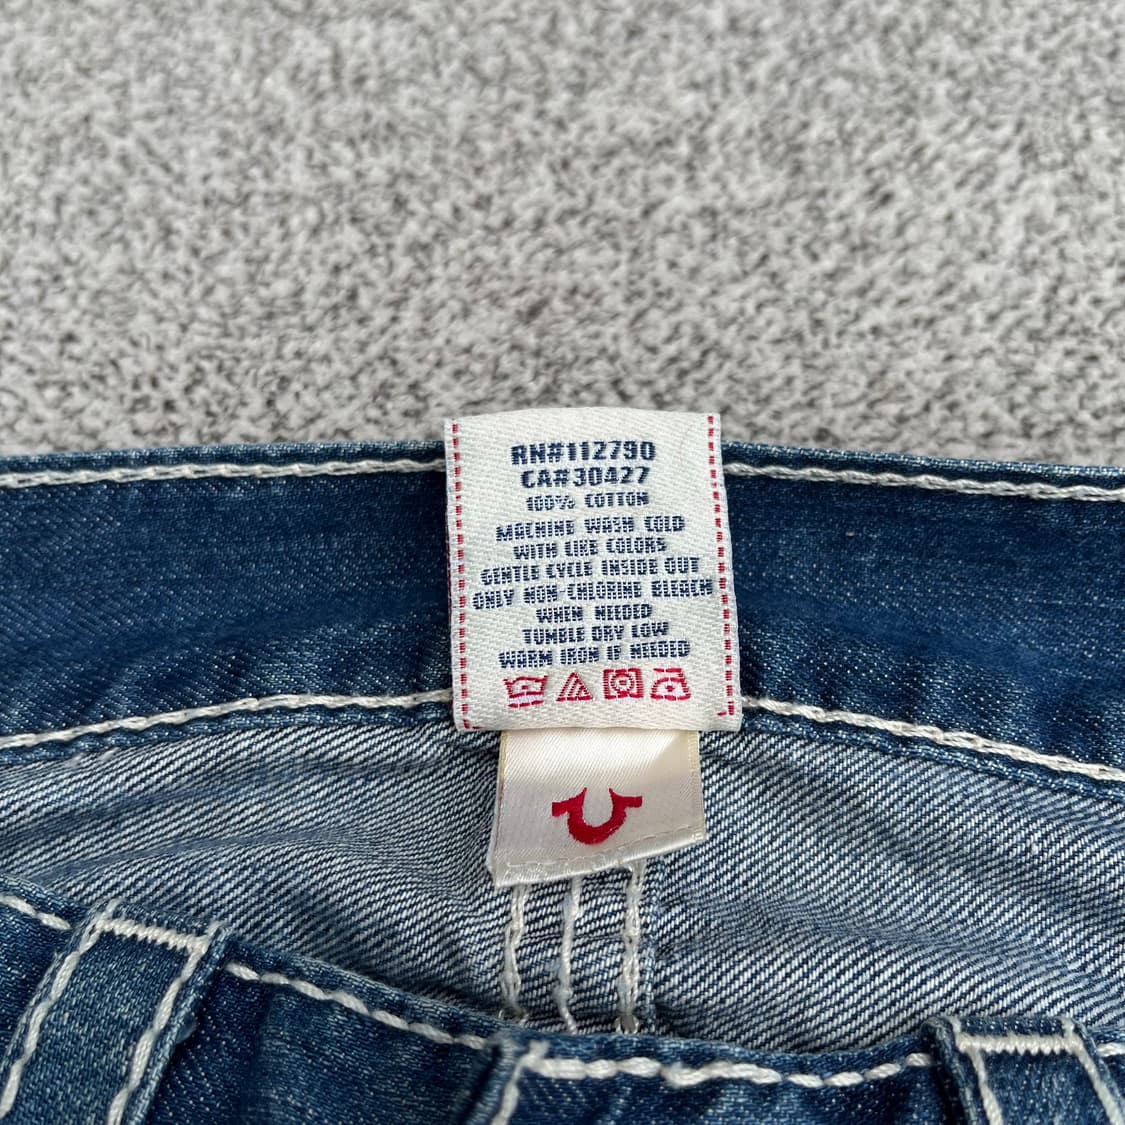 RN#112790
CA#30427
100% COTTON
MACHINE WASH COLD
WITH LIKE COLORS
GENTLE CYCLE INSIDE OUT
ONLY NON-CHLORINE BLEACH
WHEN NEEDED
TUMBLE DRY LOW
WARM IRON IF NEEDED